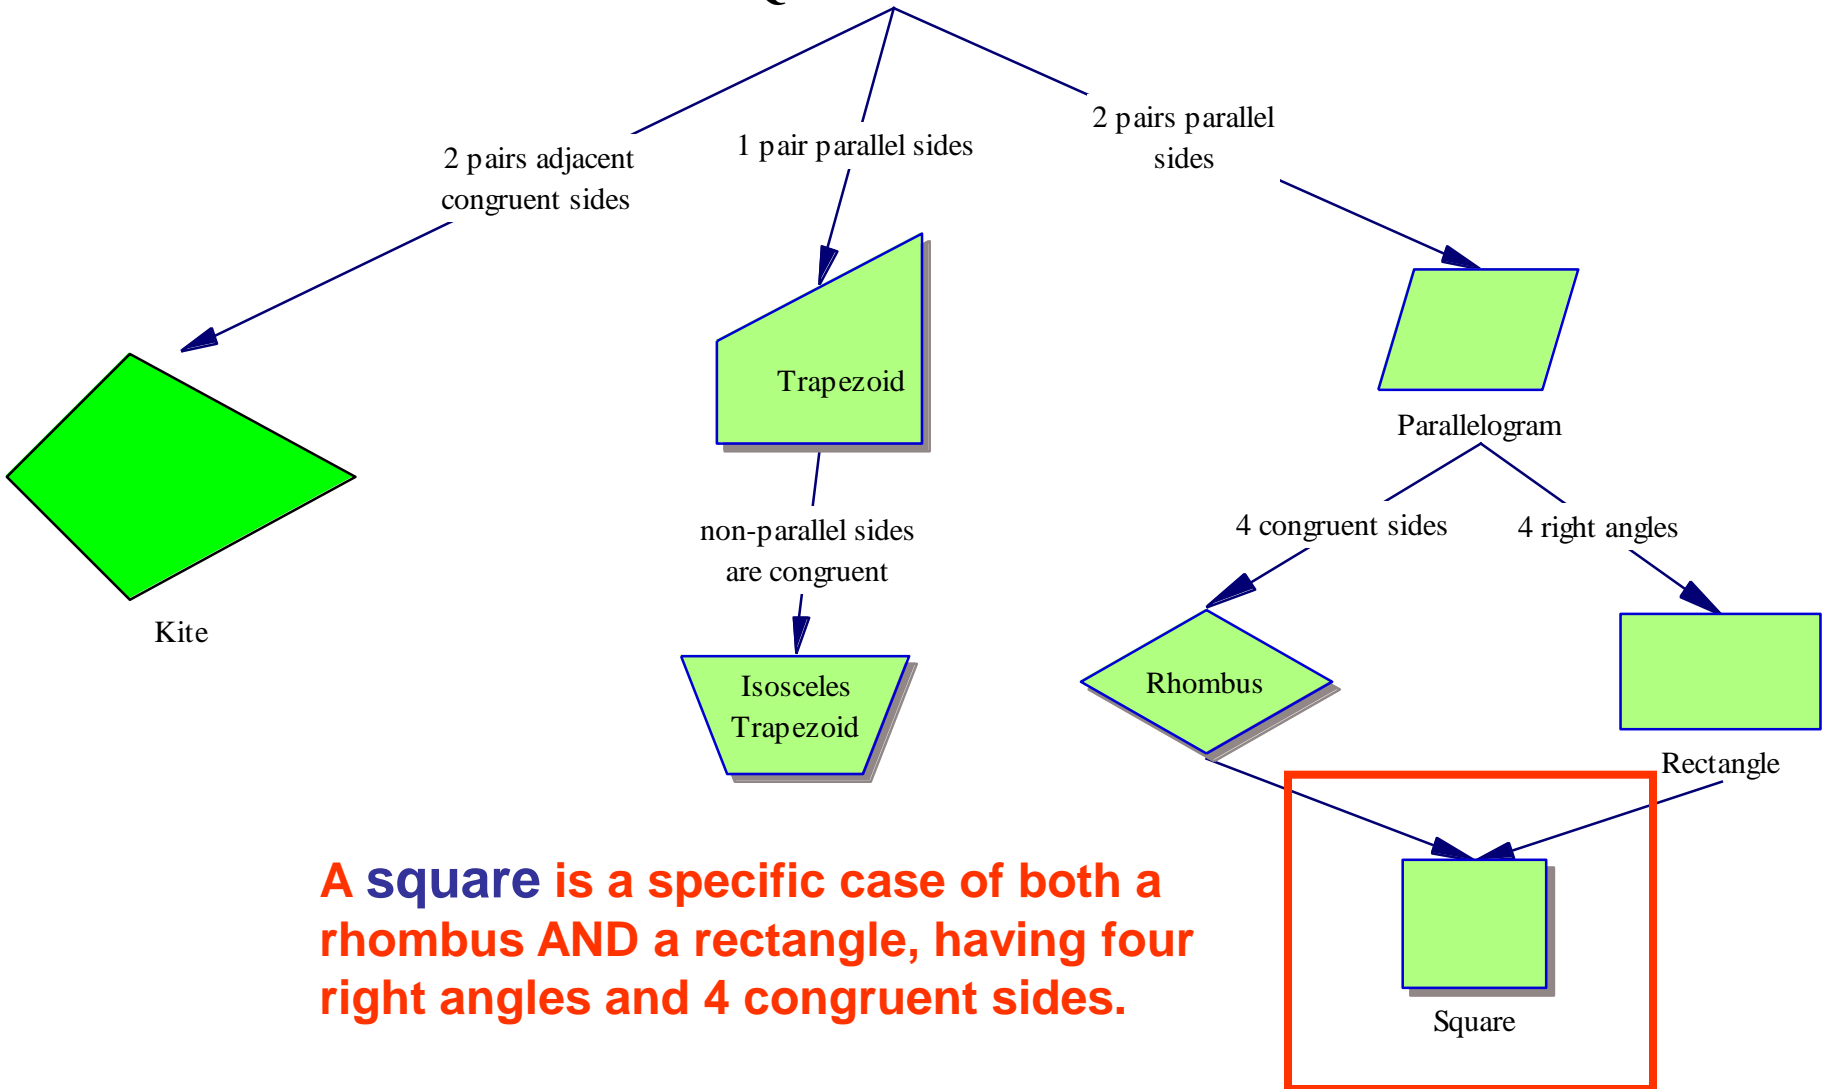 2 pairs adjacent
congruent sides
1 pair parallel sides
2 pairs parallel
sides
Trapezoid
Parallelogram
non-parallel sides
are congruent
4 congruent sides
4 right angles
Kite
Isosceles
Trapezoid
Rhombus
Rectangle
A square is a specific case of both a
rhombus AND a rectangle, having four
right angles and 4 congruent sides.
Square